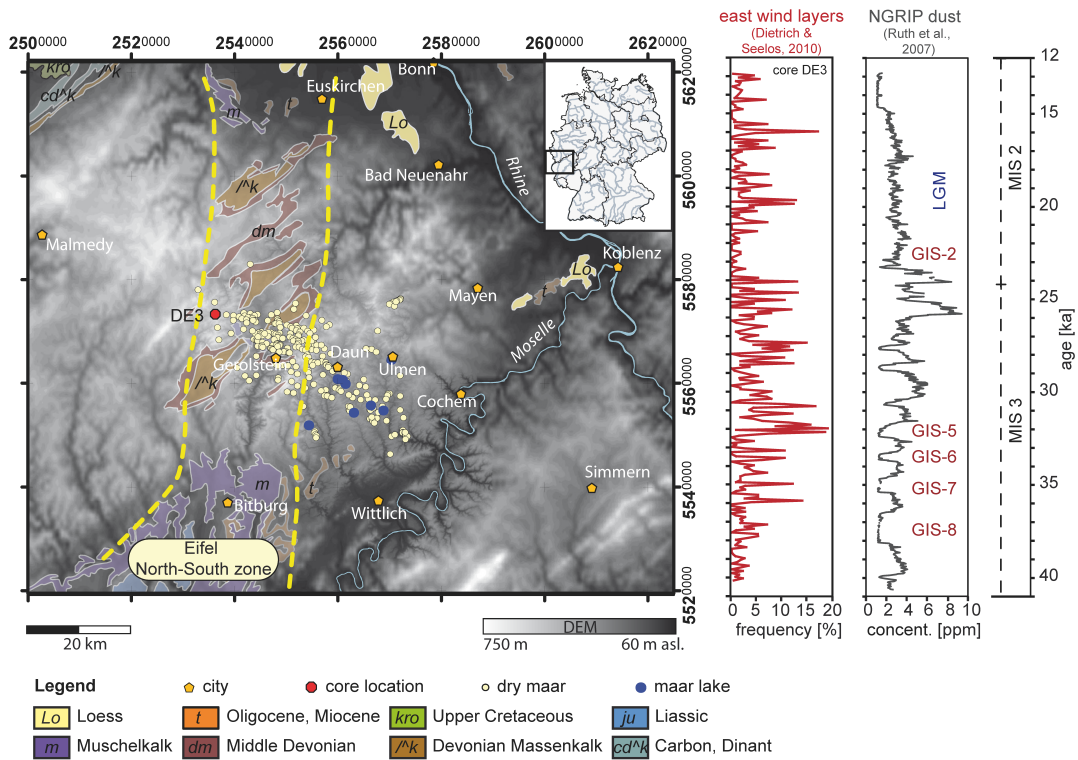 2500000
2520000
2540000
2560000
2580000
2600000
2620000
5620000
5600000
5580000
5560000
5540000
5520000
kro
/^k
cd^k
m
t
Euskirchen
Bonn
Lo
Bad Neuenahr
Rhine
/^k
dm
Malmedy
Koblenz
Lo
t
Mayen
Moselle
DE3
Gerolstein
Daun
Ulmen
/^k
Cochem
Simmern
m
t
Bitburg
Wittlich
Eifel
North-South zone
20 km
DEM
750 m
60 m asl.
east wind layers
(Dietrich &
Seelos, 2010)
core DE3
0
5
10
15
20
frequency [%]
NGRIP dust
(Ruth et al.,
2007)
LGM
GIS-2
GIS-5
GIS-6
GIS-7
GIS-8
0
2
4
6
8
10
concent. [ppm]
MIS 2
MIS 3
12
15
20
25
30
35
40
age [ka]
Legend
city
core location
dry maar
maar lake
Lo Loess
t Oligocene, Miocene
kro Upper Cretaceous
ju Liassic
m Muschelkalk
dm Middle Devonian
/^k Devonian Massenkalk
cd^k Carbon, Dinant